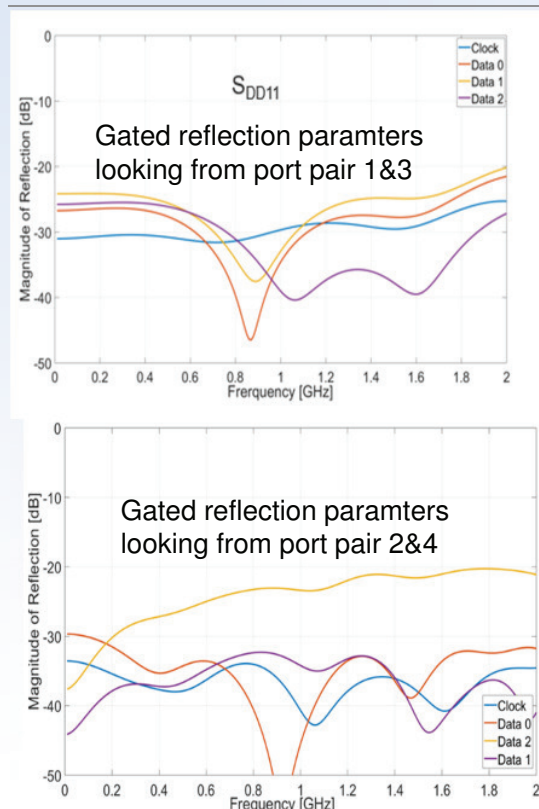 0
Clock
Data 0
Data 1
Data 2
S_DD11
-10
Gated reflection paramters
looking from port pair 1&3
-20
-30
-40
-50
Magnitude of Reflection [dB]
0 0.2 0.4 0.6 0.8 1 1.2 1.4 1.6 1.8 2
Frerquency [GHz]
0
-10
Gated reflection paramters
looking from port pair 2&4
-20
-30
-40
-50
Magnitude of Reflection [dB]
Clock
Data 0
Data 2
Data 1
0 0.2 0.4 0.6 0.8 1 1.2 1.4 1.6 1.8 2
Frerquency [GHz]